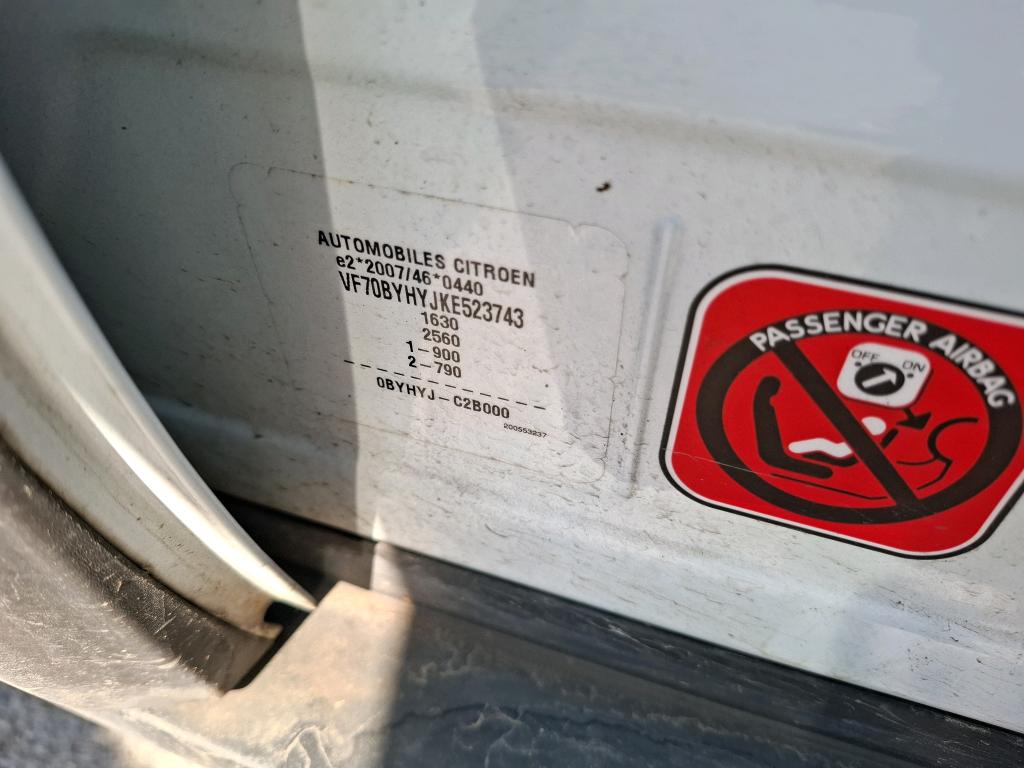 AUTOMOBILES CITROEN
e2*2007/46*0440
VF70BYHYJKE523743
1630
2560
1-900
2-790
0BYHYJ-C2B000
200553237
PASSENGER AIRBAG
OFF ON